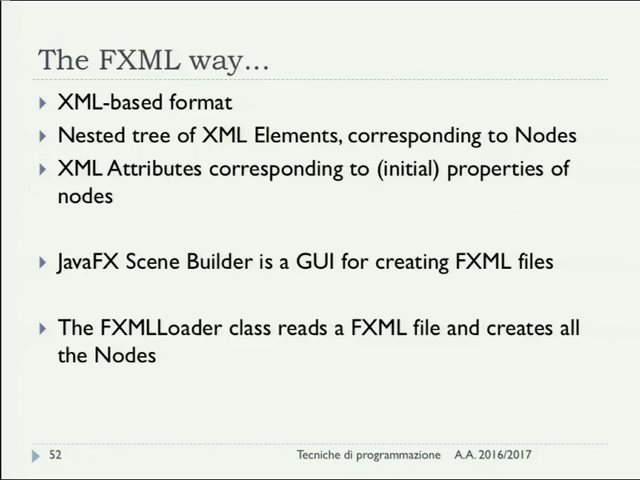 The FXML way...
XML-based format
Nested tree of XML Elements, corresponding to Nodes
XML Attributes corresponding to (initial) properties of
nodes
JavaFX Scene Builder is a GUI for creating FXML files
The FXMLLoader class reads a FXML file and creates all
the Nodes
52 Tecniche di programmazione A.A. 2016/2017